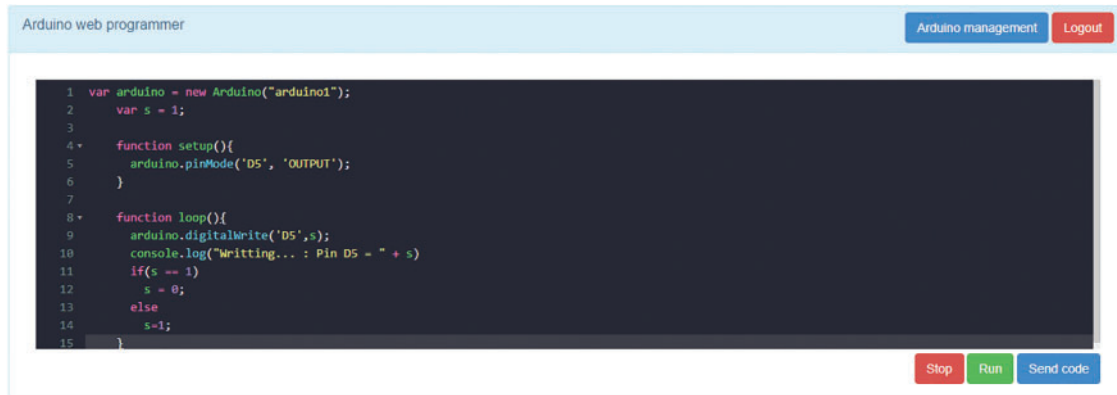 Arduino web programmer
Arduino management
Logout
1 var arduino = new Arduino("arduino1");
2 var s = 1;
3
4 function setup(){
5 arduino.pinMode('D5', 'OUTPUT');
6 }
7
8 function loop(){
9 arduino.digitalWrite('D5',s);
10 console.log("Writting... : Pin D5 = " + s)
11 if(s == 1)
12 s = 0;
13 else
14 s=1;
15 }
Stop
Run
Send code